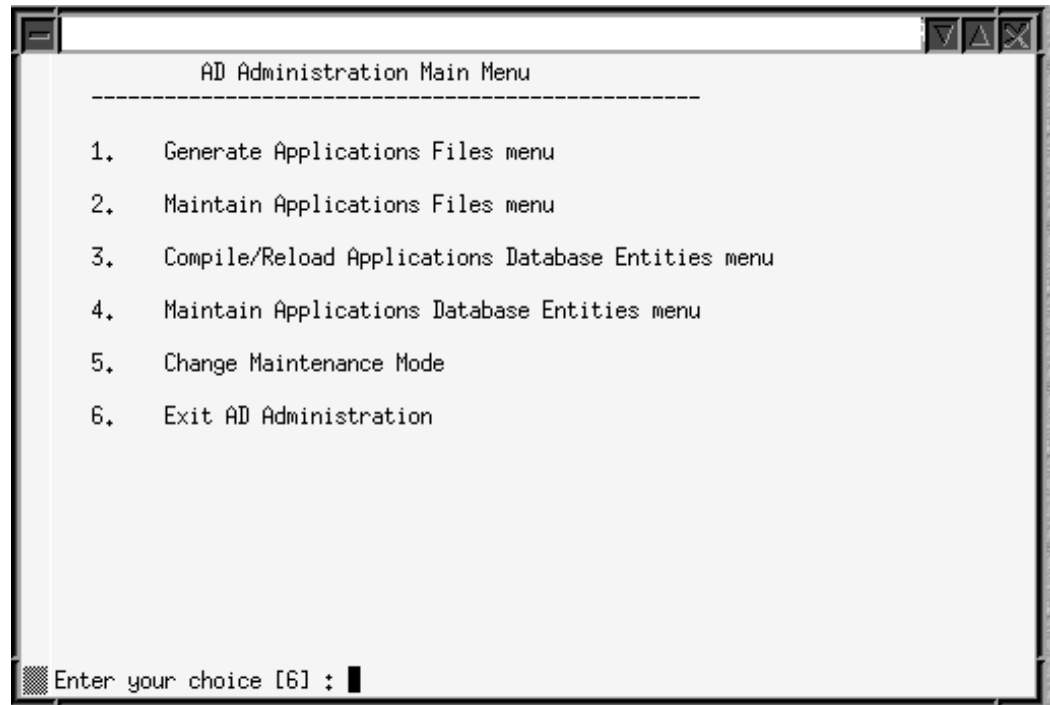 AD Administration Main Menu
--------------------------------------------------
1. Generate Applications Files menu
2. Maintain Applications Files menu
3. Compile/Reload Applications Database Entities menu
4. Maintain Applications Database Entities menu
5. Change Maintenance Mode
6. Exit AD Administration
Enter your choice [6] :